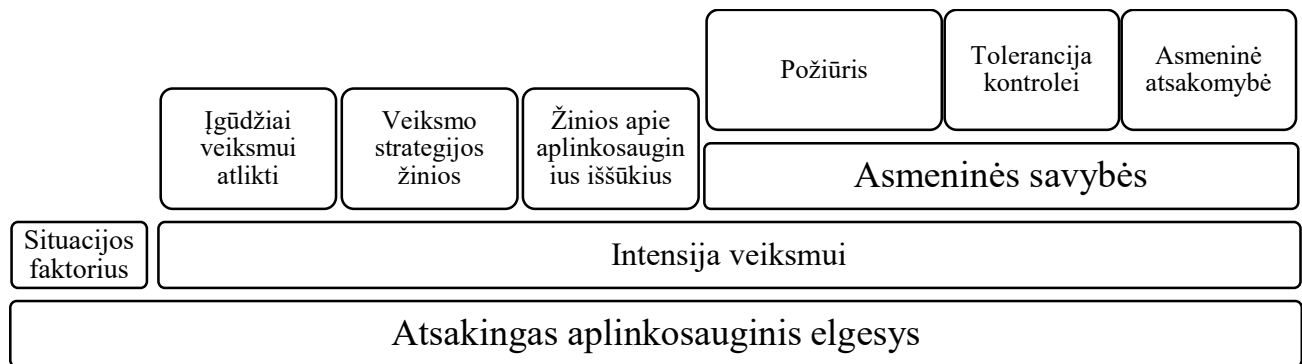 Požiūris
Tolerancija
kontrolei
Asmeninė
atsakomybė
Įgūdžiai
veiksmui
atlikti
Veiksmo
strategijos
žinios
Žinios apie
aplinkosaugin
ius iššūkius
Asmeninės savybės
Situacijos
faktorius
Intensija veiksmui
Atsakingas aplinkosauginis elgesys